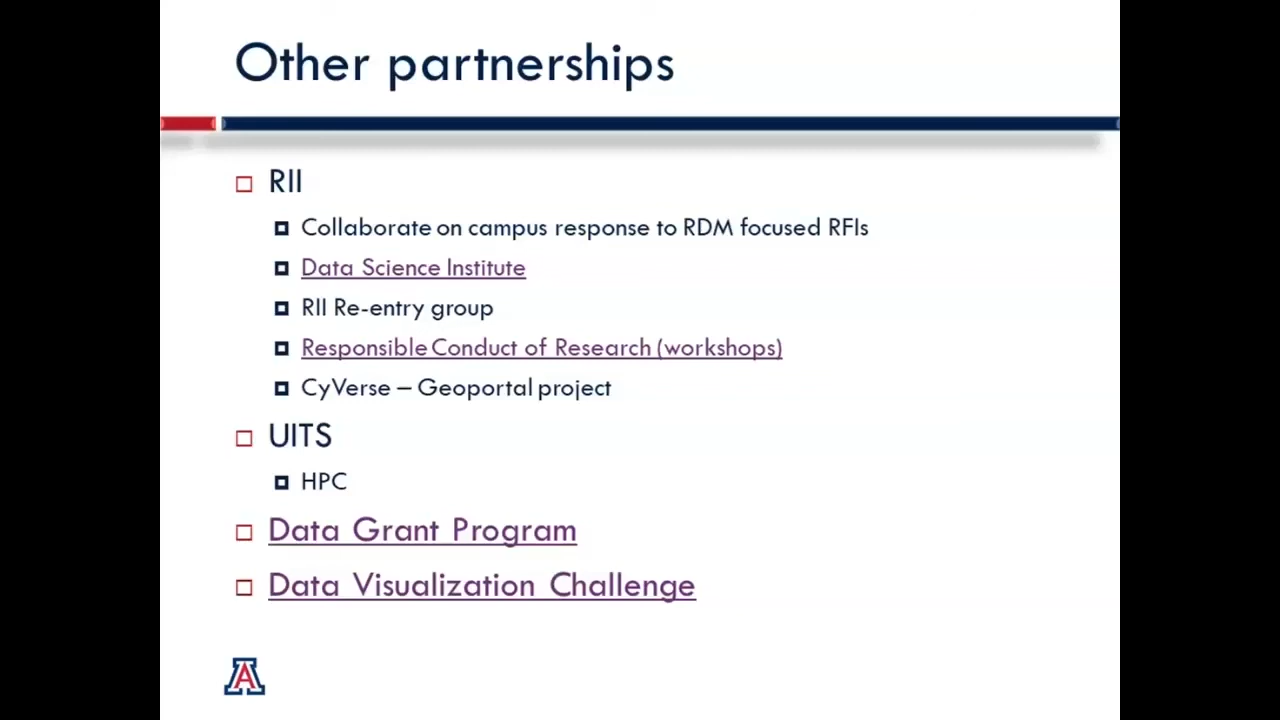 Other partnerships
RII
Collaborate on campus response to RDM focused RFIs
Data Science Institute
RII Re-entry group
Responsible Conduct of Research (workshops)
CyVerse – Geoportal project
UITS
HPC
Data Grant Program
Data Visualization Challenge
A